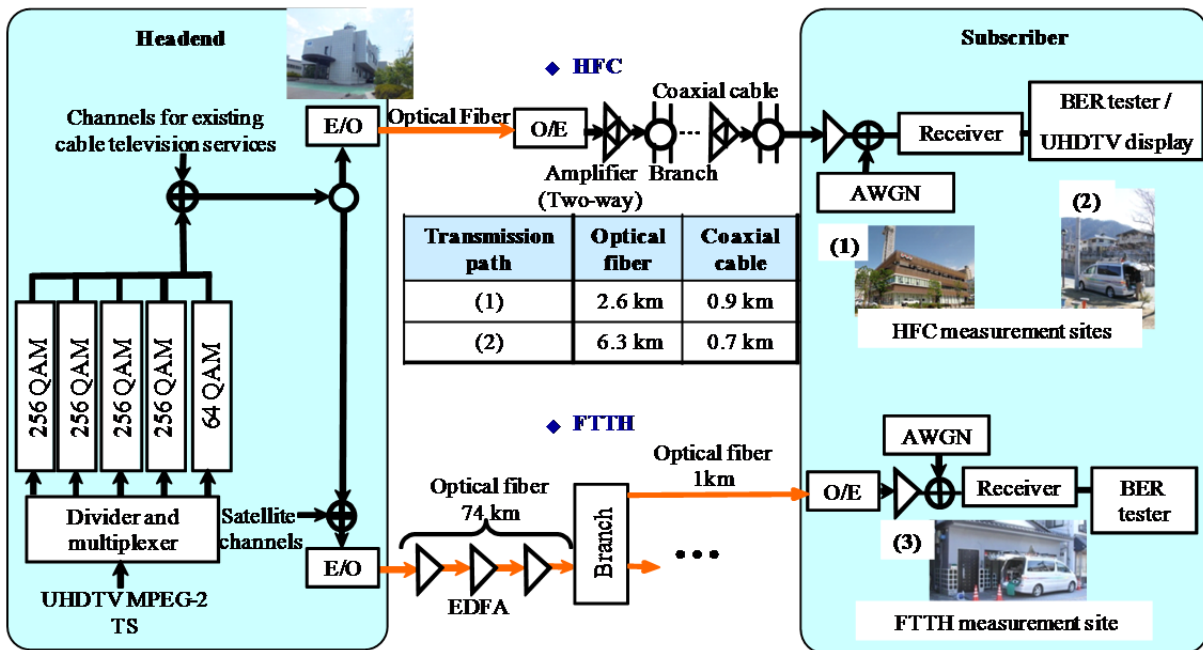 Headend
Channels for existing
cable television services
E/O
Optical Fiber
256 QAM
256 QAM
256 QAM
256 QAM
64 QAM
Divider and
multiplexer
UHDTV MPEG-2
TS
Satellite
channels
E/O
◆ HFC
O/E
Coaxial cable
Amplifier
(Two-way)
Branch
Transmission path | Optical fiber | Coaxial cable
(1) | 2.6 km | 0.9 km
(2) | 6.3 km | 0.7 km
◆ FTTH
Optical fiber
74 km
EDFA
Branch
Optical fiber
1km
Subscriber
Receiver
BER tester /
UHDTV display
AWGN
(1)
(2)
HFC measurement sites
AWGN
O/E
Receiver
BER
tester
(3)
FTTH measurement site